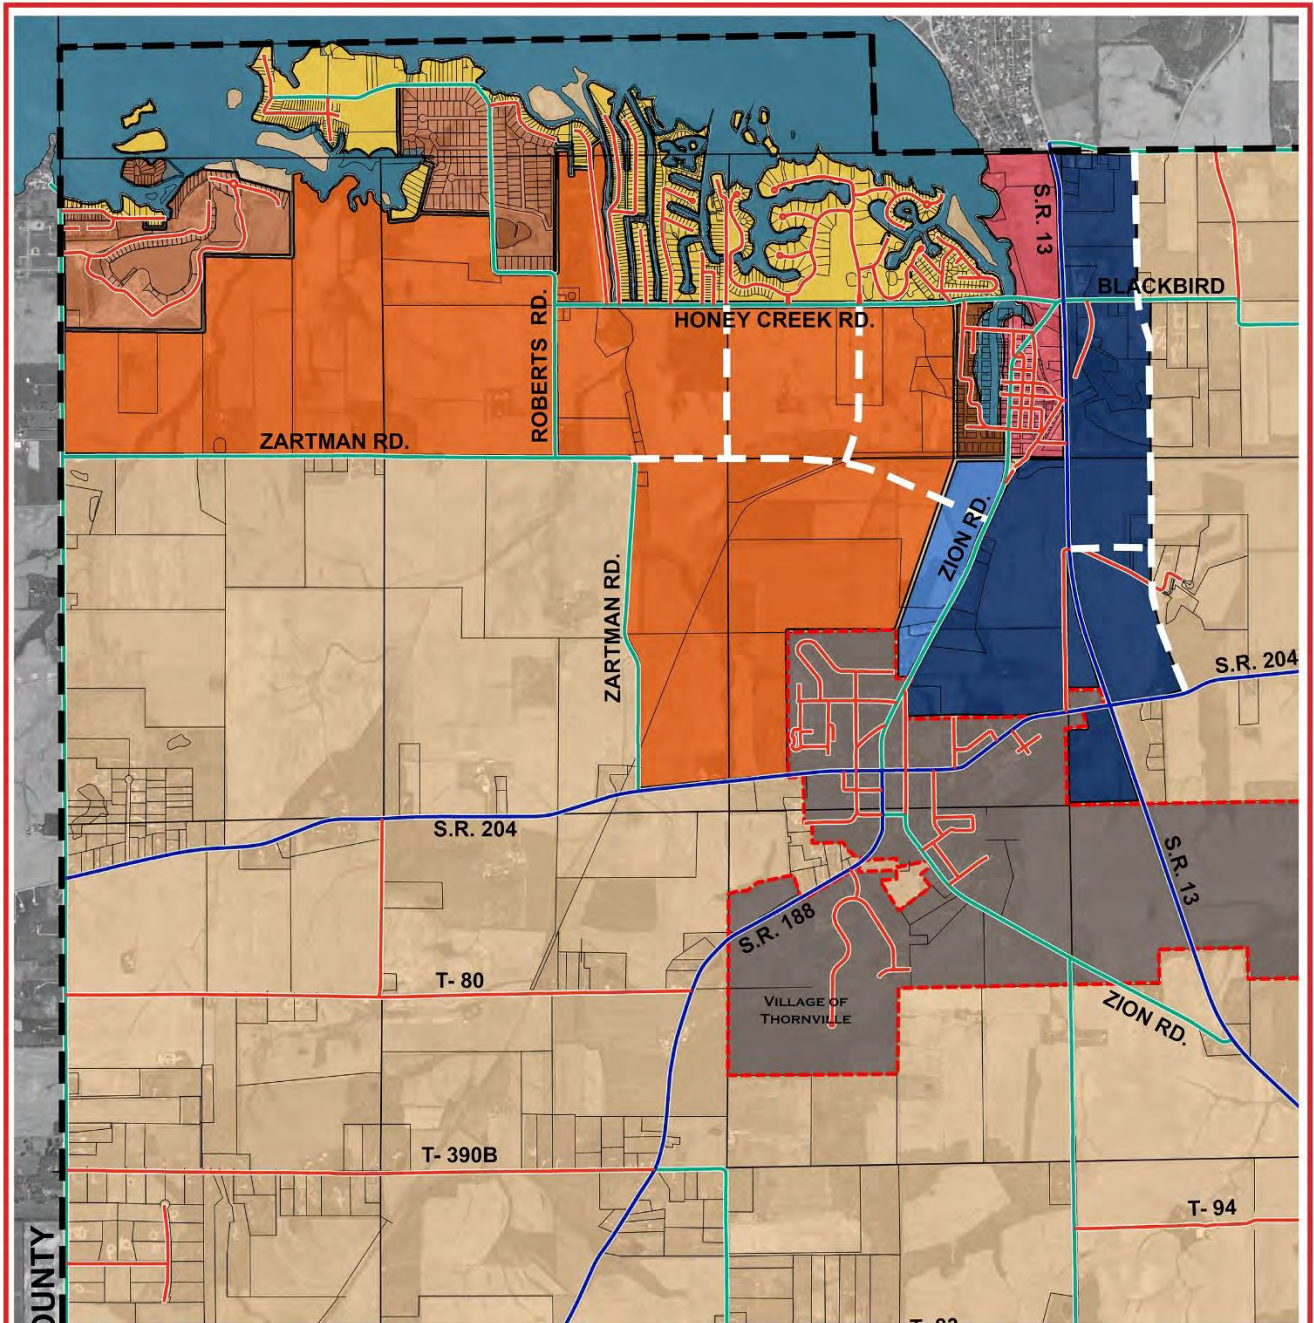 S.R. 13
BLACKBIRD
HONEY CREEK RD.
ROBERTS RD.
ZARTMAN RD.
ZION RD.
ZARTMAN RD.
S.R. 204
S.R. 204
S.R. 13
S.R. 188
T- 80
VILLAGE OF
THORNVILLE
ZION RD.
T- 390B
T- 94
OUNTY